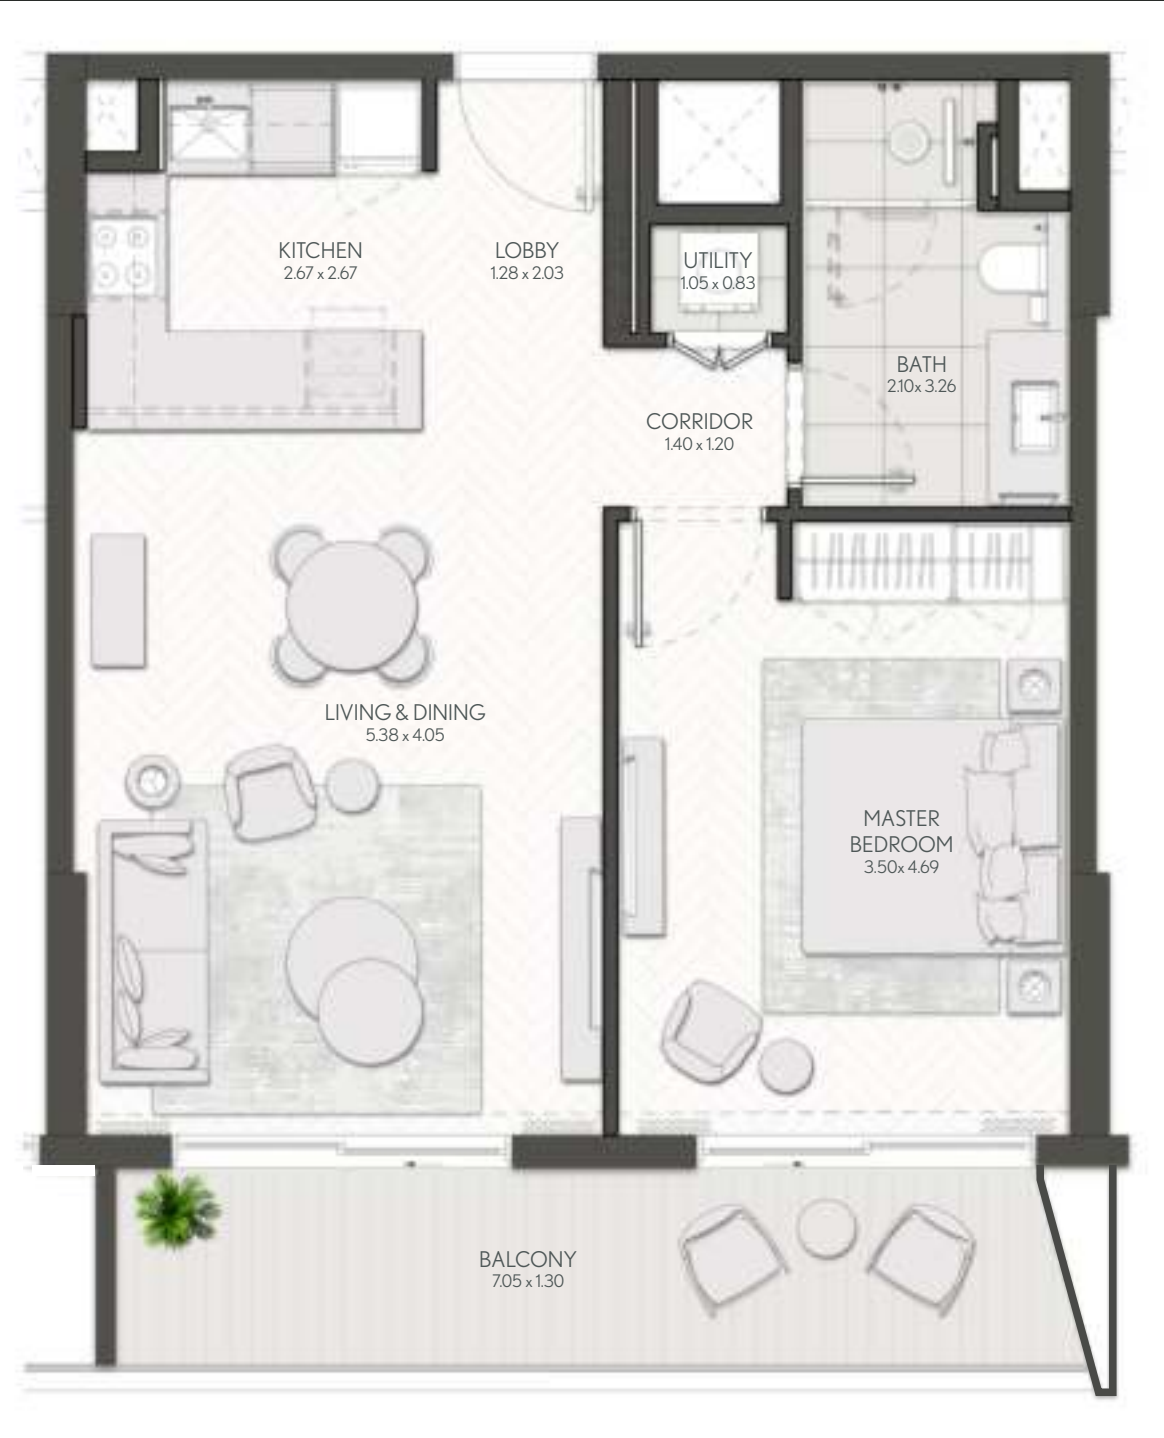 KITCHEN
2.67 x 2.67
LOBBY
1.28 x 2.03
UTILITY
1.05 x 0.83
BATH
2.10x 3.26
CORRIDOR
1.40 x 1.20
LIVING & DINING
5.38 x 4.05
MASTER
BEDROOM
3.50x 4.69
BALCONY
7.05 x 1.30